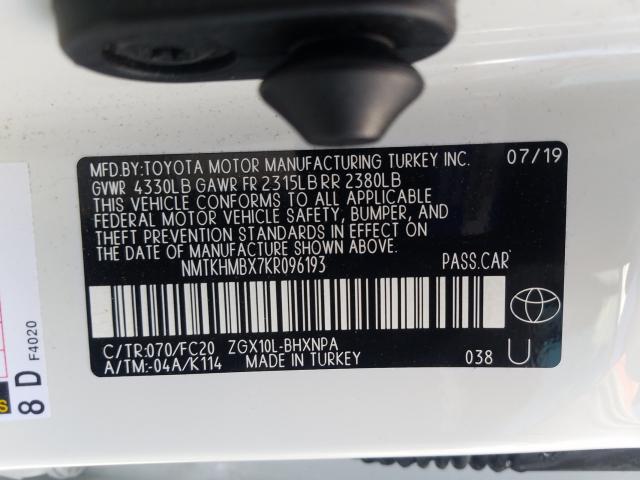 MFD.BY:TOYOTA MOTOR MANUFACTURING TURKEY INC. 07/19
GVWR 4330LB GAWR FR 2315LB RR 2380LB
THIS VEHICLE CONFORMS TO ALL APPLICABLE
FEDERAL MOTOR VEHICLE SAFETY, BUMPER, AND
THEFT PREVENTION STANDARDS IN EFFECT ON
THE DATE OF MANUFACTURE SHOWN ABOVE.
NMTKHMBX7KR096193 PASS.CAR
C/TR:070/FC20 ZGX10L-BHXNPA
A/TM:-04A/K114 MADE IN TURKEY 038 U
8 D F4020